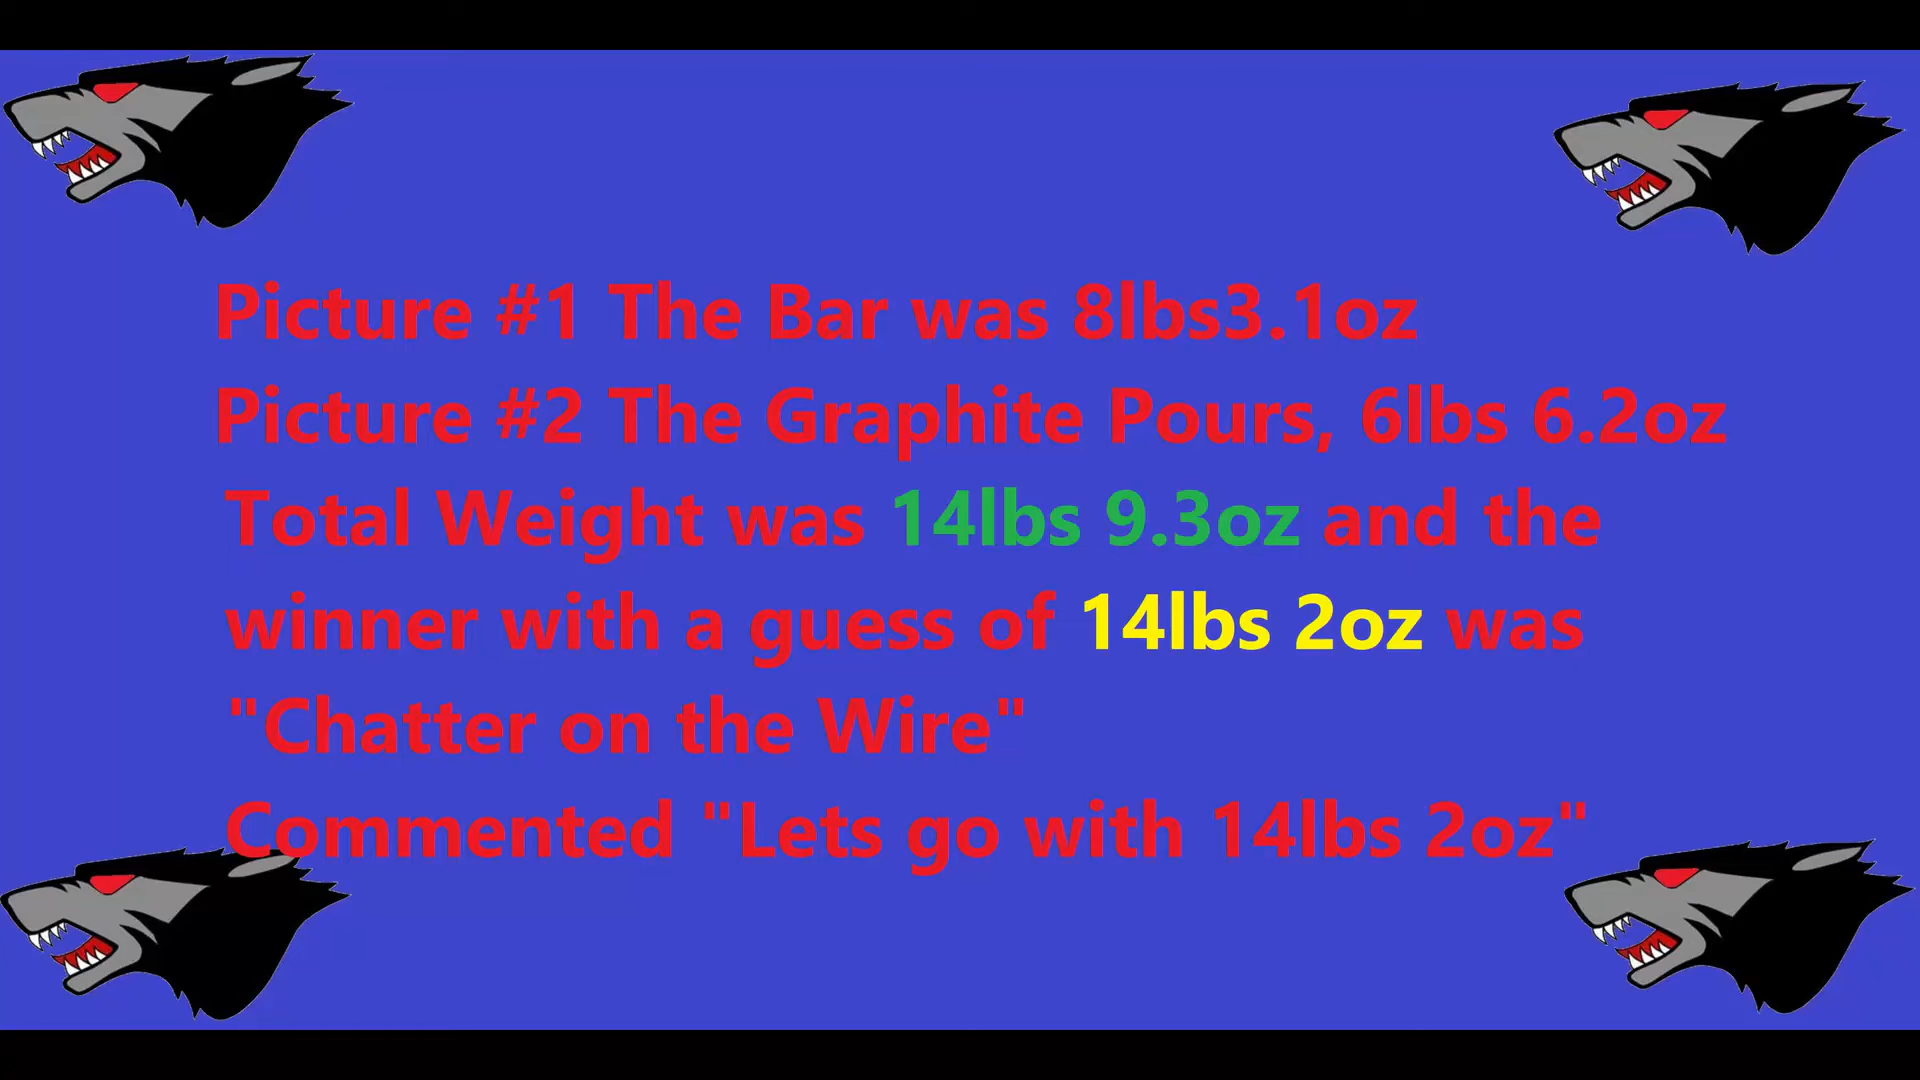 Picture #1 The Bar was 8lbs3.1oz
Picture #2 The Graphite Pours, 6lbs 6.2oz
Total Weight was 14lbs 9.3oz and the
winner with a guess of 14lbs 2oz was
"Chatter on the Wire"
Commented "Lets go with 14lbs 2oz"